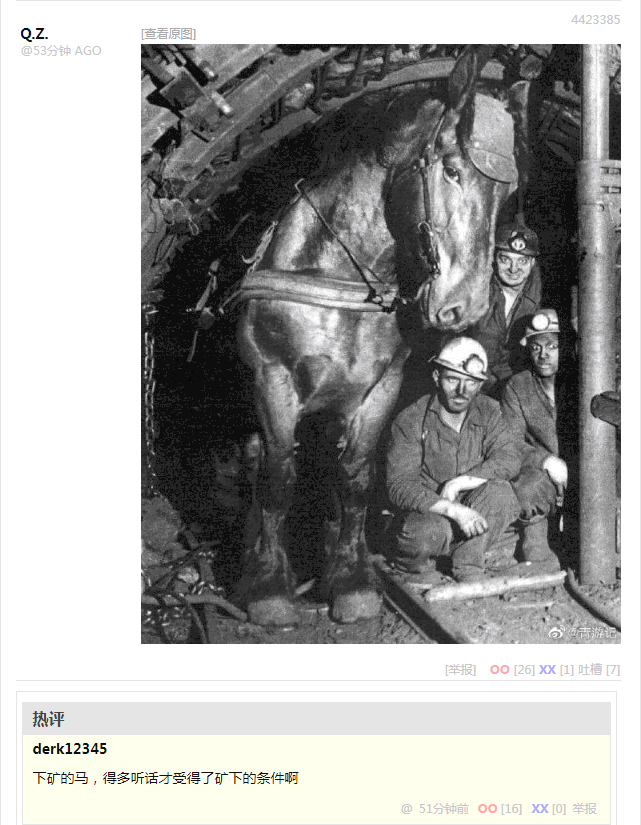 4423385
Q.Z.
@53分钟 AGO
[查看原图]
@青游记
[举报] OO [26] XX [1] 吐槽 [7]
热评
derk12345
下矿的马，得多听话才受得了矿下的条件啊
@ 51分钟前 OO [16] XX [0] 举报